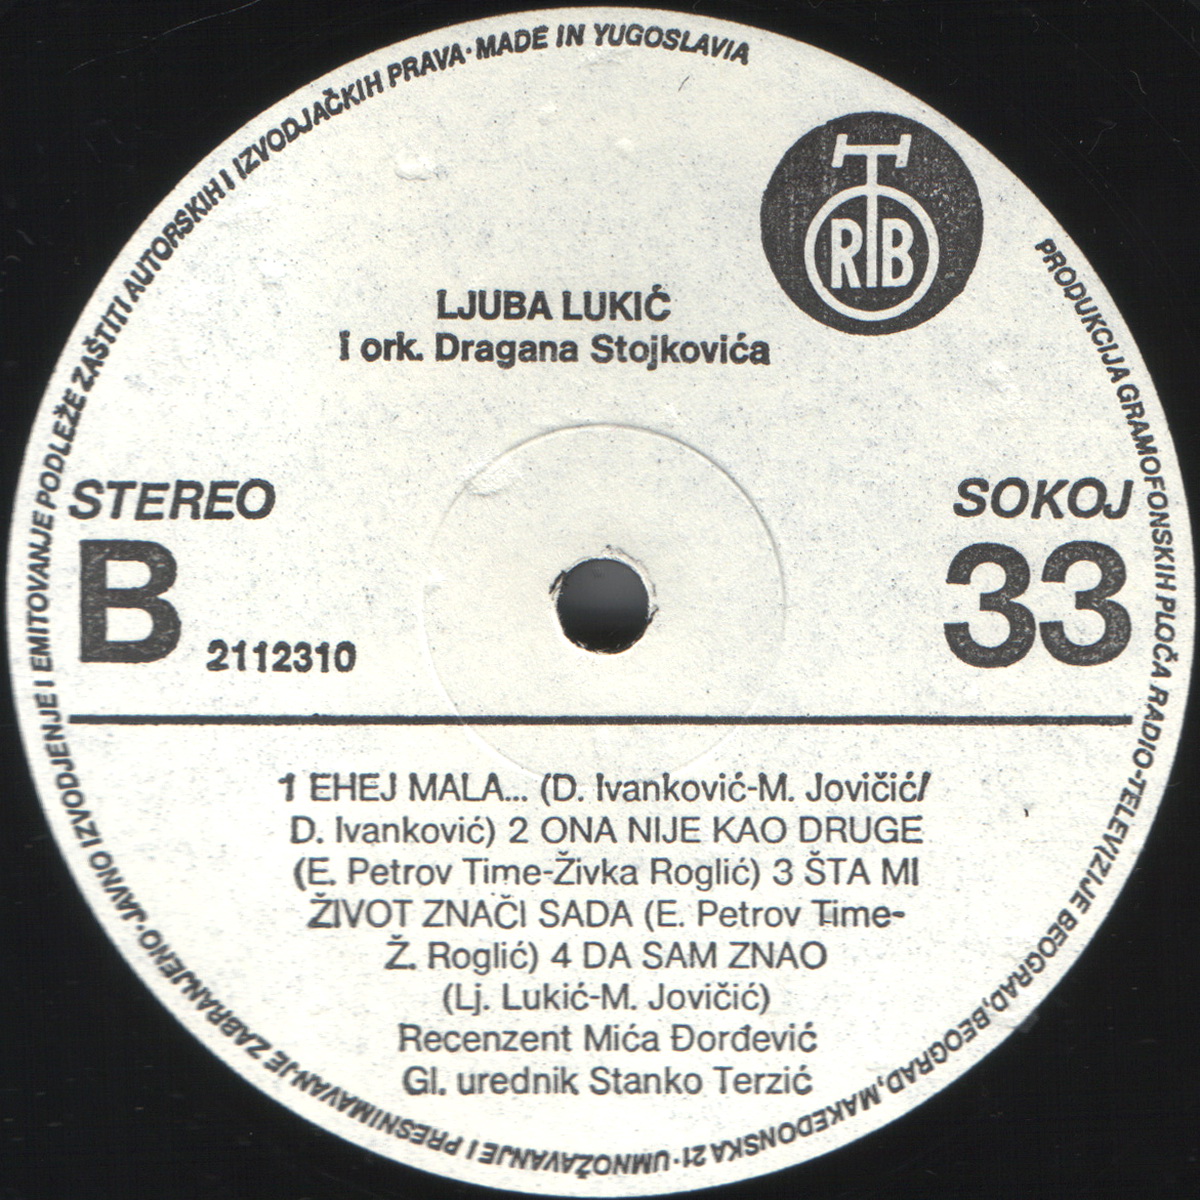 PRODUKCIJA GRAMOFONSKIH PLOČA RADIO-TELEVIZIJE BEOGRAD, BEOGRAD, MAKEDONSKA 21 · UMNOŽAVANJE I PRESNIMAVANJE ZABRANJENO · JAVNO IZVODJENJE I EMITOVANJE PODLEŽE ZAŠTITI AUTORSKIH I IZVODJAČKIH PRAVA · MADE IN YUGOSLAVIA
RTB
LJUBA LUKIĆ
I ork. Dragana Stojkovića
STEREO
SOKOJ
B
2112310
33
1 EHEJ MALA... (D. Ivanković-M. Jovičić/
D. Ivanković) 2 ONA NIJE KAO DRUGE
(E. Petrov Time-Živka Roglić) 3 ŠTA MI
ŽIVOT ZNAČI SADA (E. Petrov Time-
Ž. Roglić) 4 DA SAM ZNAO
(Lj. Lukić-M. Jovičić)
Recenzent Mića Đorđević
Gl. urednik Stanko Terzić